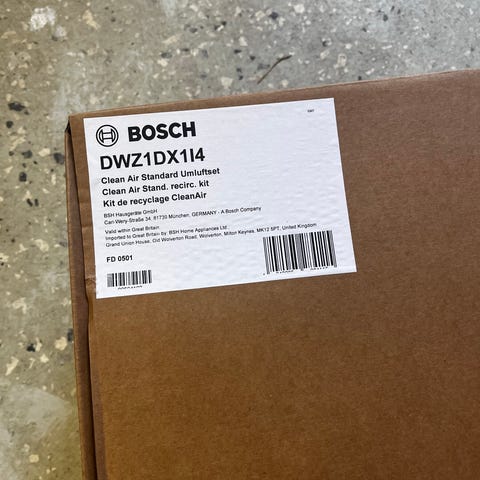 BOSCH
DWZ1DX1I4
Clean Air Standard Umluftset
Clean Air Stand. recirc. kit
Kit de recyclage CleanAir
BSH Hausgeräte GmbH
Carl-Wery-Straße 34, 81739 München, GERMANY - A Bosch Company
Valid within Great Britain:
Imported to Great Britain by: BSH Home Appliances Ltd.
Grand Union House, Old Wolverton Road, Wolverton, Milton Keynes, MK12 5PT, United Kingdom
FD 0501